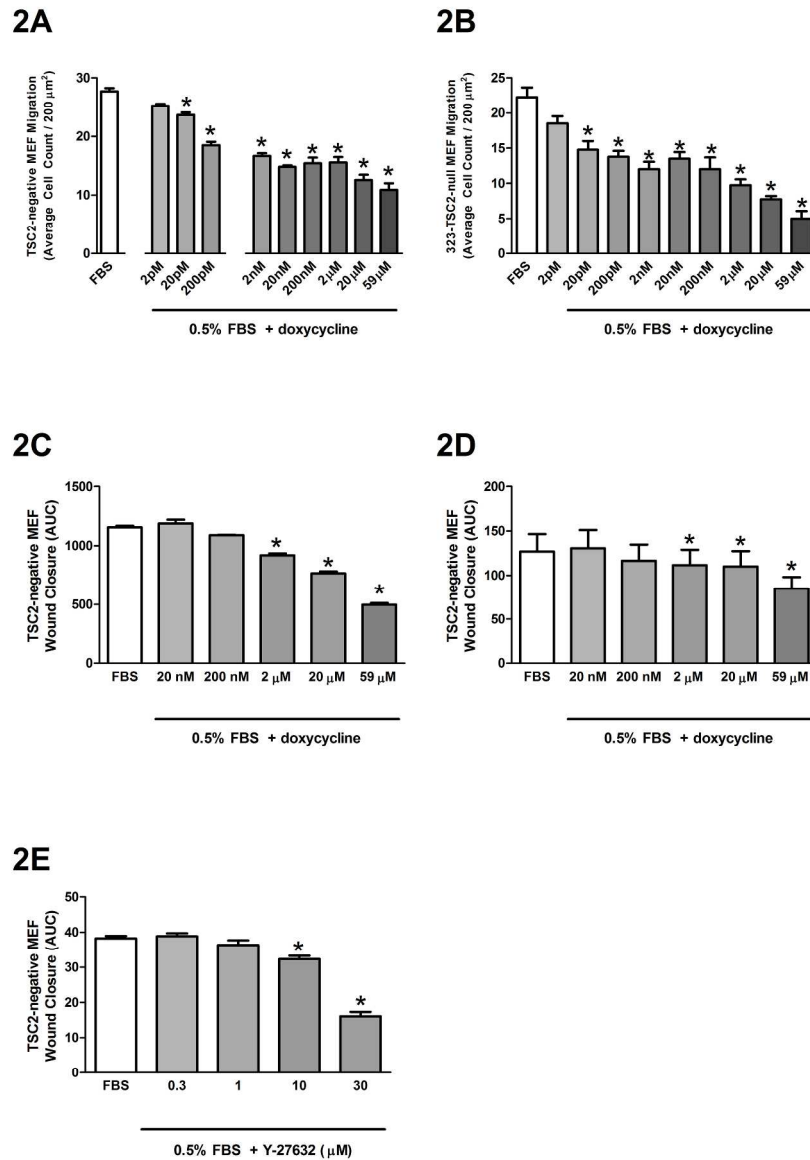 2A
TSC2-negative MEF Migration
(Average Cell Count / 200 μm²)
30
20
10
0
FBS
2pM
20pM
200pM
2nM
20nM
200nM
2μM
20μM
59μM
* * * * * * * *
0.5% FBS + doxycycline
2B
323-TSC2-null MEF Migration
(Average Cell Count / 200 μm²)
25
20
15
10
5
0
FBS
2pM
20pM
200pM
2nM
20nM
200nM
2μM
20μM
59μM
* * * * * * * *
0.5% FBS + doxycycline
2C
TSC2-negative MEF
Wound Closure (AUC)
1500
1000
500
0
* * *
FBS 20 nM 200 nM 2 μM 20 μM 59 μM
0.5% FBS + doxycycline
2D
TSC2-negative MEF
Wound Closure (AUC)
200
150
100
50
0
* * *
FBS 20 nM 200 nM 2 μM 20 μM 59 μM
0.5% FBS + doxycycline
2E
TSC2-negative MEF
Wound Closure (AUC)
50
40
30
20
10
0
* *
FBS 0.3 1 10 30
0.5% FBS + Y-27632 (μM)